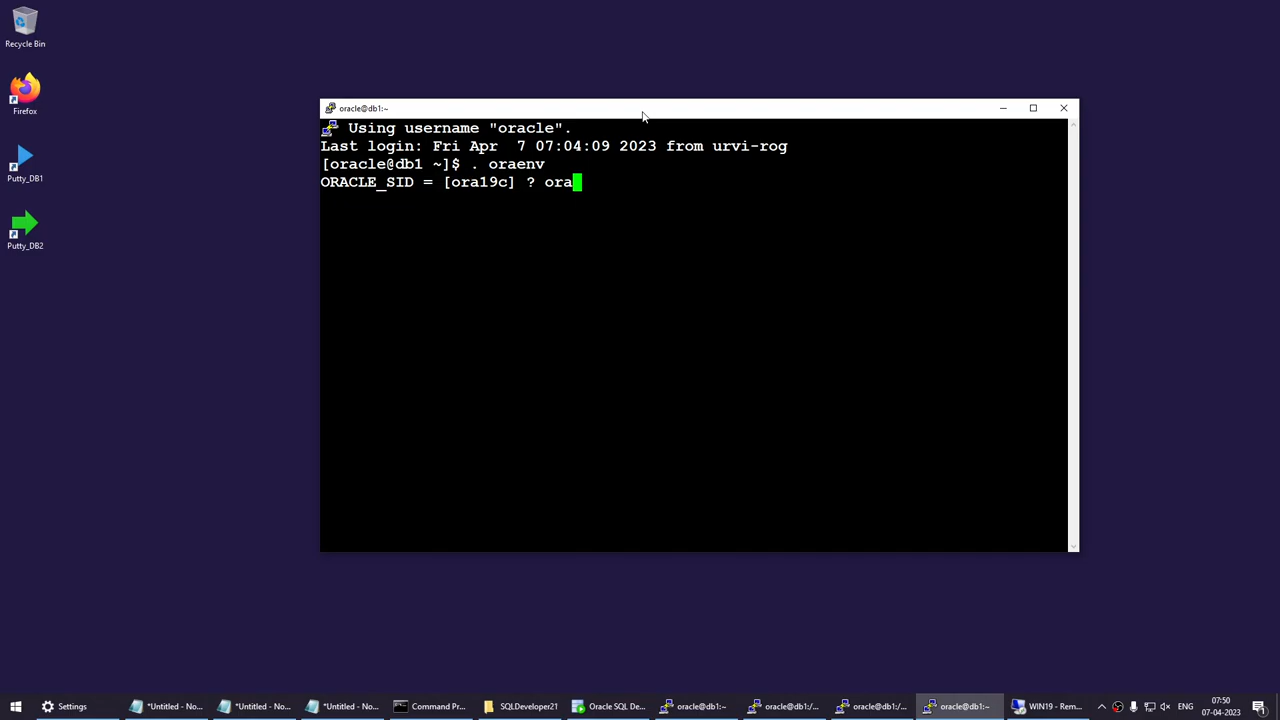 Recycle Bin
Firefox
Putty_DB1
Putty_DB2
oracle@db1:~
Using username "oracle".
Last login: Fri Apr  7 07:04:09 2023 from urvi-rog
[oracle@db1 ~]$ . oraenv
ORACLE_SID = [ora19c] ? ora
Settings
*Untitled - No...
*Untitled - No...
*Untitled - No...
Command Pr...
SQLDeveloper21
Oracle SQL De...
oracle@db1:~
oracle@db1:/...
oracle@db1:/...
oracle@db1:~
WIN19 - Rem...
ENG
07:50
07-04-2023